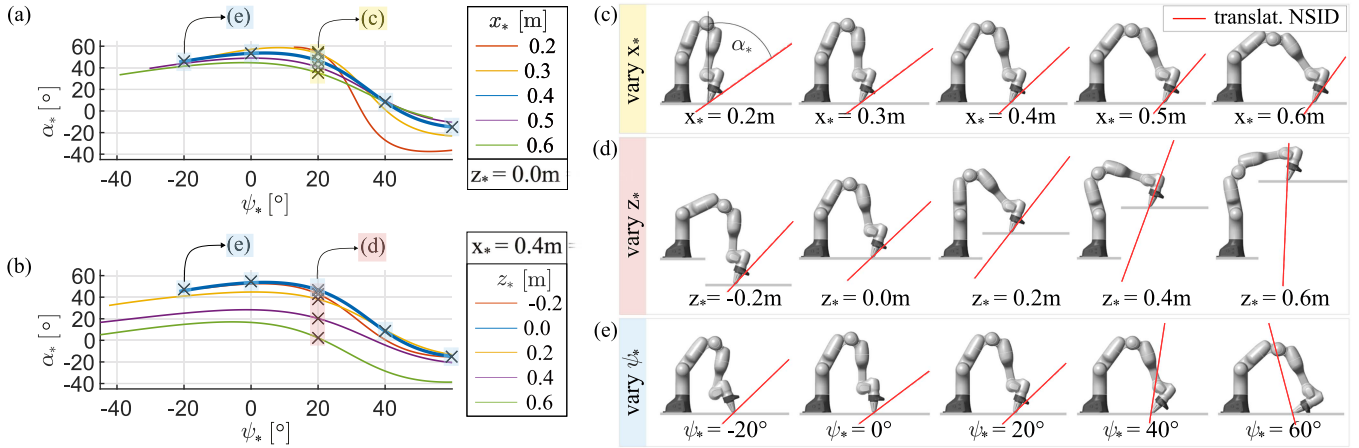 (a)
(e)
(c)
60
40
20
0
-20
-40
α* [°]
-40 -20 0 20 40
ψ* [°]
x* [m]
0.2
0.3
0.4
0.5
0.6
z* = 0.0m
(b)
(e)
(d)
60
40
20
0
-20
-40
α* [°]
-40 -20 0 20 40
ψ* [°]
x* = 0.4m
z* [m]
-0.2
0.0
0.2
0.4
0.6
(c)
vary x*
α*
translat. NSID
x* = 0.2m x* = 0.3m x* = 0.4m x* = 0.5m x* = 0.6m
(d)
vary z*
z* = -0.2m z* = 0.0m z* = 0.2m z* = 0.4m z* = 0.6m
(e)
vary ψ*
ψ* = -20° ψ* = 0° ψ* = 20° ψ* = 40° ψ* = 60°